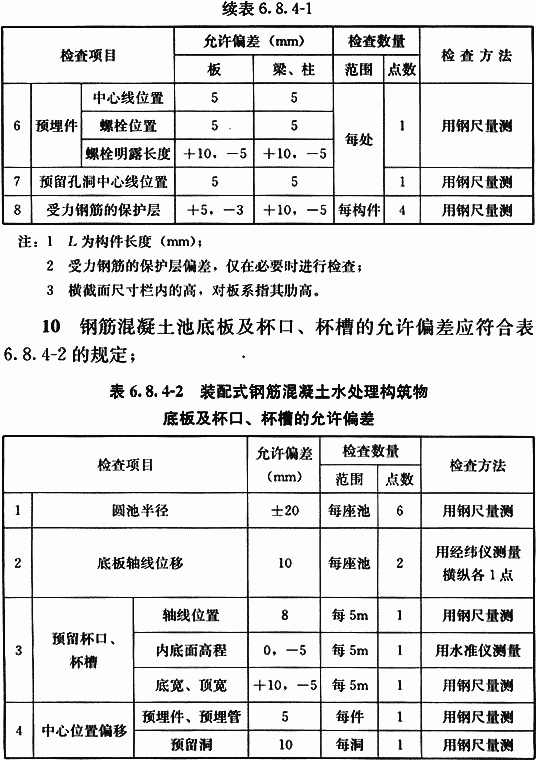 续表 6.8.4-1
检查项目 允许偏差（mm） 检查数量 检 查 方 法
板 梁、柱 范围 点数
6 预埋件 中心线位置 5 5 每处 1 用钢尺量测
螺栓位置 5 5
螺栓明露长度 +10，-5 +10，-5
7 预留孔洞中心线位置 5 5 1 用钢尺量测
8 受力钢筋的保护层 +5，-3 +10，-5 每构件 4 用钢尺量测
注：1 L 为构件长度（mm）；
2 受力钢筋的保护层偏差，仅在必要时进行检查；
3 横截面尺寸栏内的高，对板系指其肋高。
10 钢筋混凝土池底板及杯口、杯槽的允许偏差应符合表
6.8.4-2 的规定；
表 6.8.4-2 装配式钢筋混凝土水处理构筑物
底板及杯口、杯槽的允许偏差
检查项目 允许偏差（mm） 检查数量 检查方法
范围 点数
1 圆池半径 ±20 每座池 6 用钢尺量测
2 底板轴线位移 10 每座池 2 用经纬仪测量
横纵各 1 点
3 预留杯口、杯槽 轴线位置 8 每 5m 1 用钢尺量测
内底面高程 0，-5 每 5m 1 用水准仪测量
底宽、顶宽 +10，-5 每 5m 1 用钢尺量测
4 中心位置偏移 预埋件、预埋管 5 每件 1 用钢尺量测
预留洞 10 每洞 1 用钢尺量测